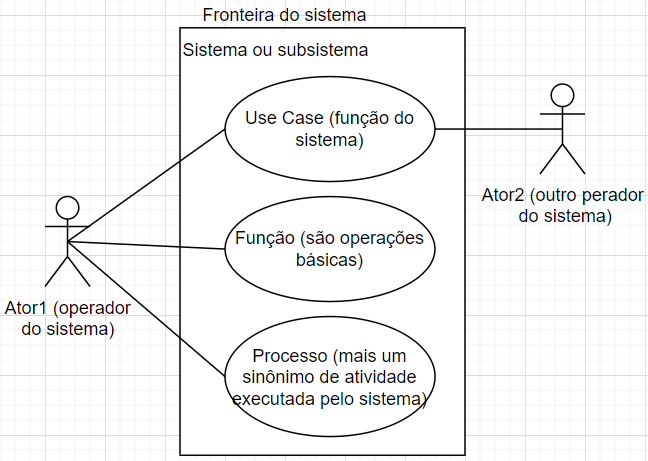 Fronteira do sistema
Sistema ou subsistema
Use Case (função do
sistema)
Ator2 (outro perador
do sistema)
Função (são operações
básicas)
Ator1 (operador
do sistema)
Processo (mais um
sinônimo de atividade
executada pelo sistema)